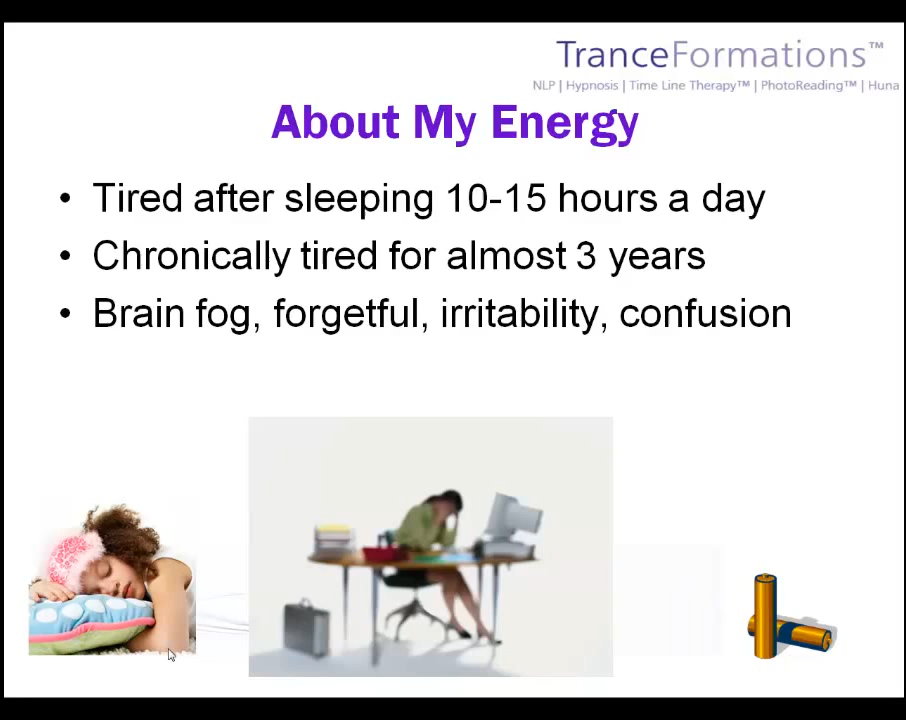 TranceFormations™
NLP | Hypnosis | Time Line Therapy™ | PhotoReading™ | Huna
About My Energy
• Tired after sleeping 10-15 hours a day
• Chronically tired for almost 3 years
• Brain fog, forgetful, irritability, confusion